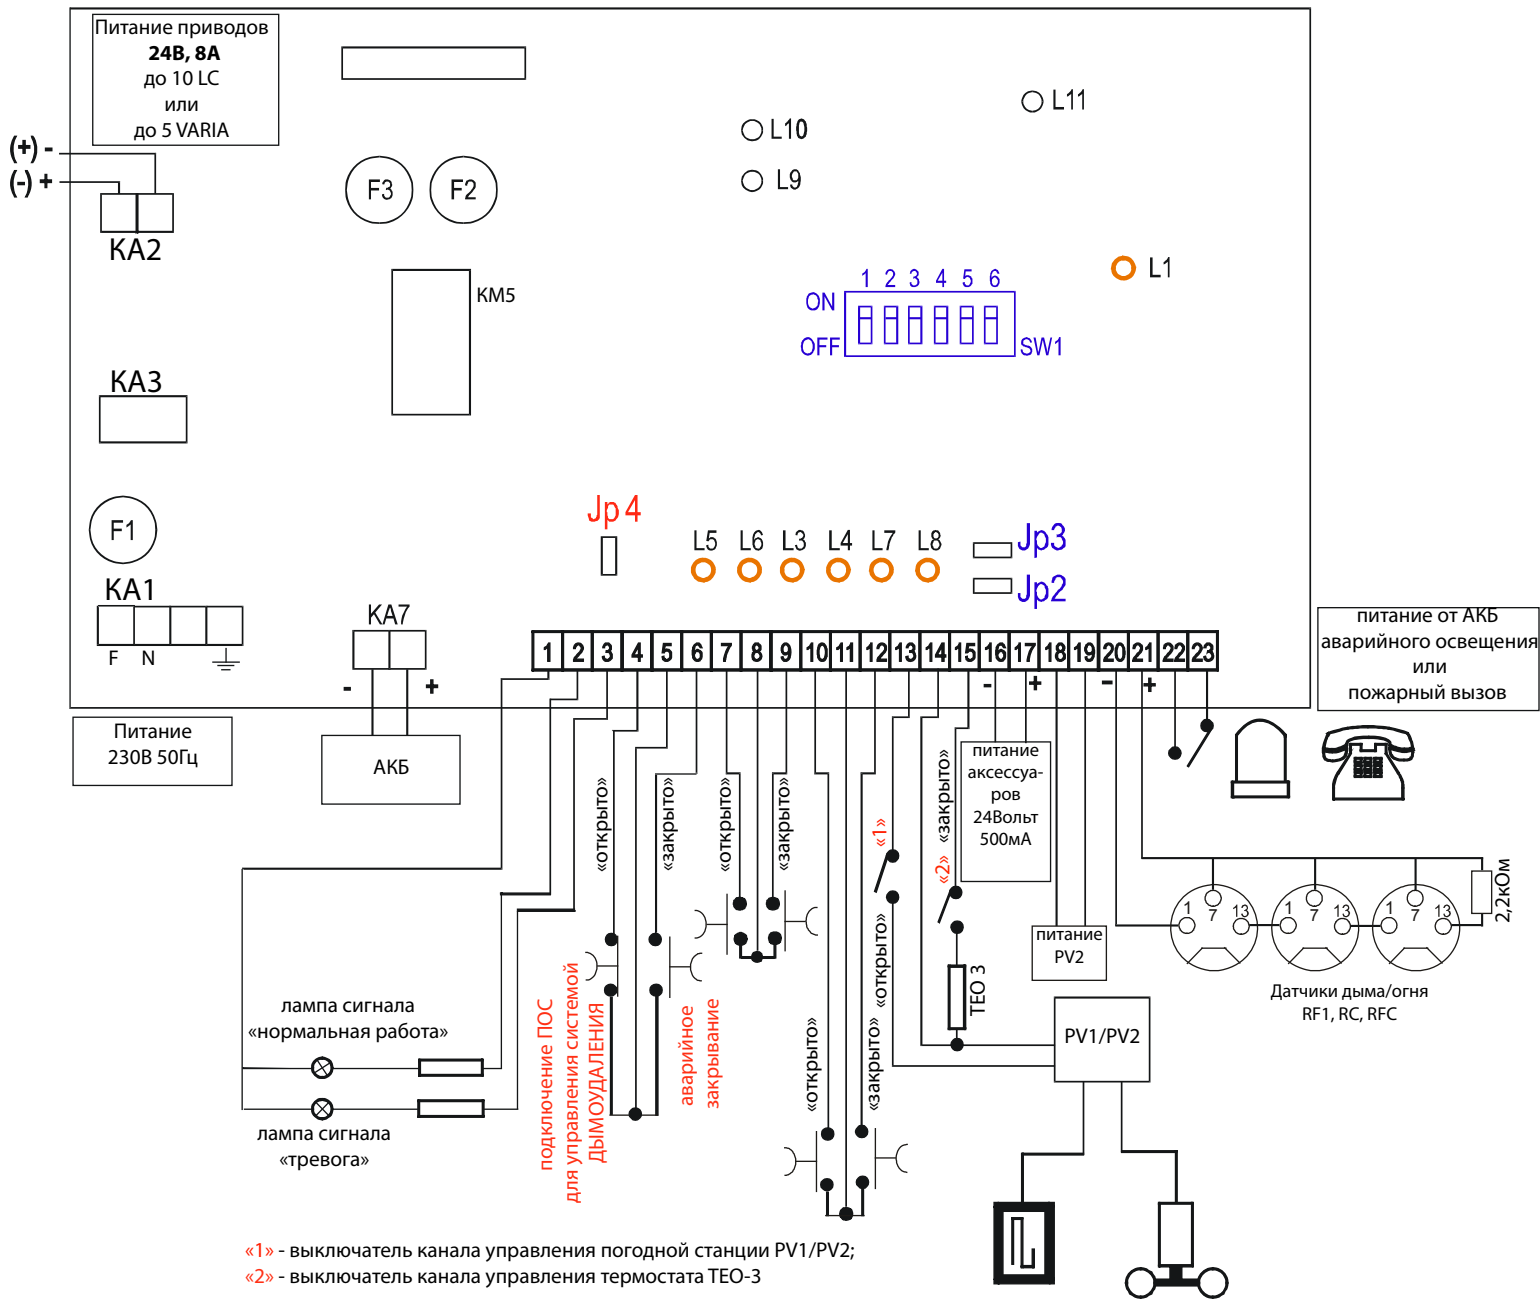 Питание приводов
24В, 8А
до 10 LC
или
до 5 VARIA
(+) -
(-) +
КА2
F3
F2
КМ5
L10
L9
L11
L1
1 2 3 4 5 6
ON
OFF
SW1
КА3
F1
КА1
F N
КА7
- +
Jp 4
L5 L6 L3 L4 L7 L8
Jp3
Jp2
1 2 3 4 5 6 7 8 9 10 11 12 13 14 15 16 17 18 19 20 21 22 23
- + - +
питание от АКБ
аварийного освещения
или
пожарный вызов
Питание
230В 50Гц
АКБ
«открыто»
«закрыто»
«открыто»
«закрыто»
«1»
«2» «закрыто»
питание
аксессуа-
ров
24Вольт
500мА
«открыто»
«закрыто» «открыто»
ТЕО 3
питание
PV2
PV1/PV2
1 7 13
1 7 13
1 7 13
2,2кОм
Датчики дыма/огня
RF1, RC, RFC
лампа сигнала
«нормальная работа»
лампа сигнала
«тревога»
подключение ПОС
для управления системой
ДЫМОУДАЛЕНИЯ
аварийное
закрывание
«1» - выключатель канала управления погодной станции PV1/PV2;
«2» - выключатель канала управления термостата ТЕО-3